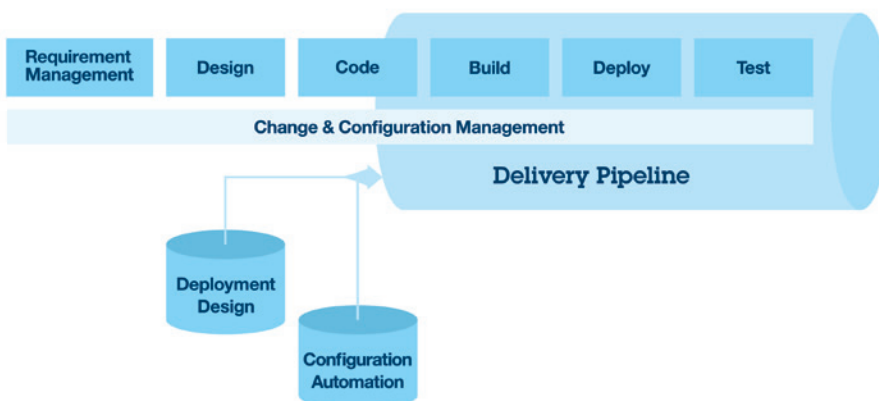 Requirement
Management
Design
Code
Build
Deploy
Test
Change & Configuration Management
Delivery Pipeline
Deployment
Design
Configuration
Automation